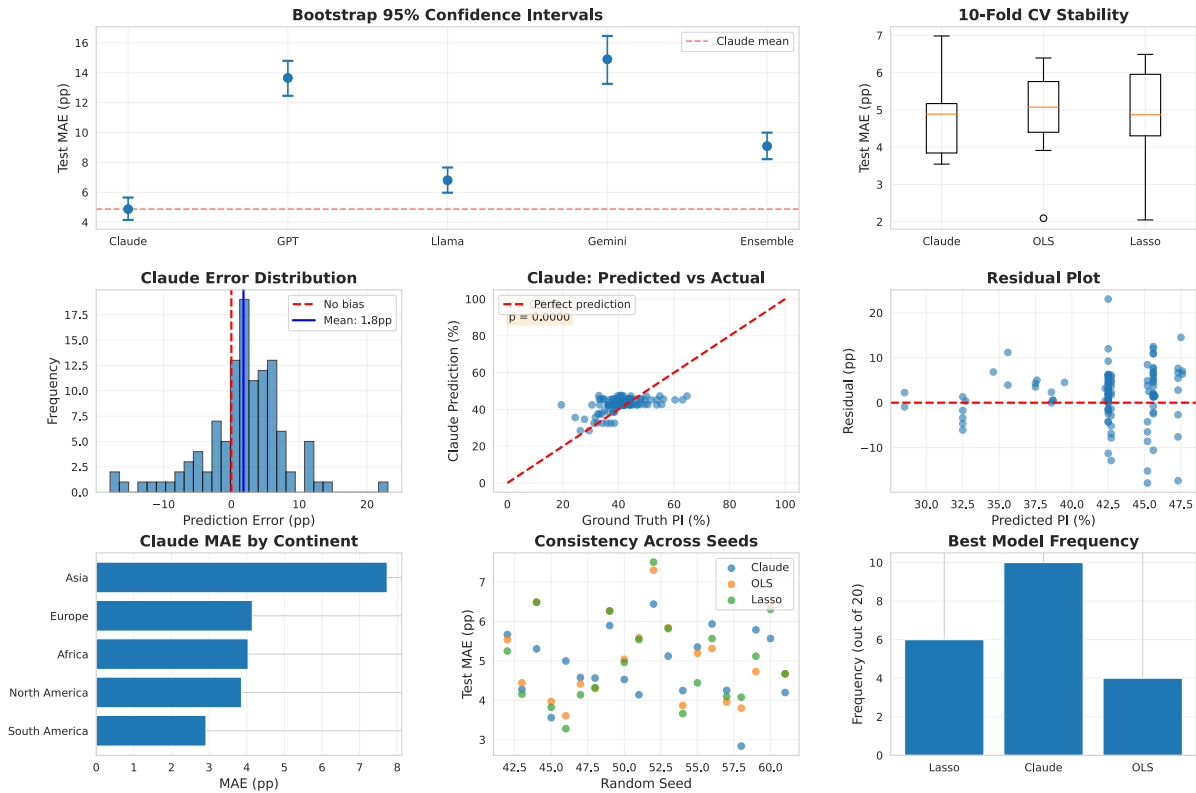 Bootstrap 95% Confidence Intervals
Test MAE (pp)
16
14
12
10
8
6
4
Claude mean
Claude GPT Llama Gemini Ensemble
10-Fold CV Stability
Test MAE (pp)
7
6
5
4
3
2
Claude OLS Lasso
Claude Error Distribution
Frequency
17.5
15.0
12.5
10.0
7.5
5.0
2.5
0.0
No bias
Mean: 1.8pp
−10 0 10 20
Prediction Error (pp)
Claude: Predicted vs Actual
Claude Prediction (%)
100
80
60
40
20
0
Perfect prediction
p = 0.0000
0 20 40 60 80 100
Ground Truth PI (%)
Residual Plot
Residual (pp)
20
10
0
−10
30.0 32.5 35.0 37.5 40.0 42.5 45.0 47.5
Predicted PI (%)
Claude MAE by Continent
Asia
Europe
Africa
North America
South America
0 1 2 3 4 5 6 7 8
MAE (pp)
Consistency Across Seeds
Test MAE (pp)
7
6
5
4
3
Claude
OLS
Lasso
42.5 45.0 47.5 50.0 52.5 55.0 57.5 60.0
Random Seed
Best Model Frequency
Frequency (out of 20)
10
8
6
4
2
0
Lasso Claude OLS